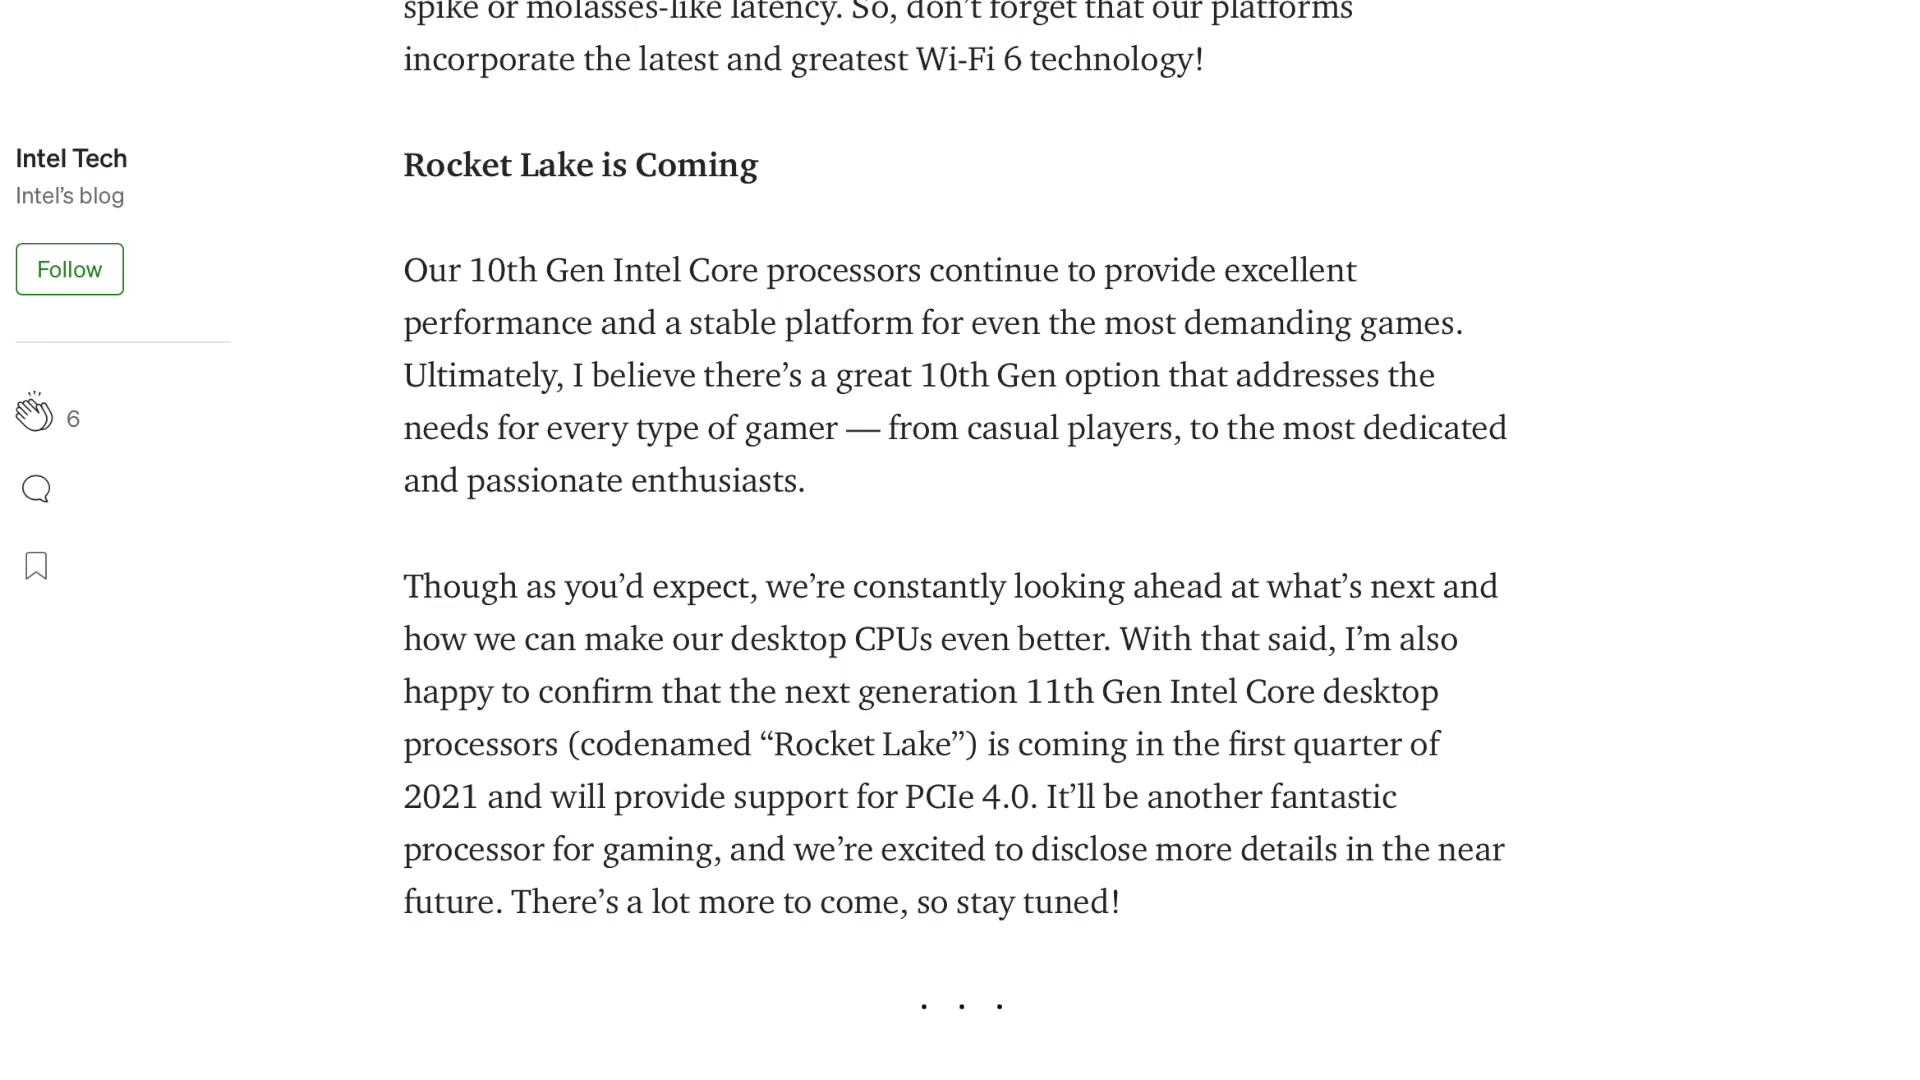 spike or molasses-like latency. So, don’t forget that our platforms
incorporate the latest and greatest Wi-Fi 6 technology!
Intel Tech
Intel’s blog
Follow
6
Rocket Lake is Coming
Our 10th Gen Intel Core processors continue to provide excellent
performance and a stable platform for even the most demanding games.
Ultimately, I believe there’s a great 10th Gen option that addresses the
needs for every type of gamer — from casual players, to the most dedicated
and passionate enthusiasts.
Though as you’d expect, we’re constantly looking ahead at what’s next and
how we can make our desktop CPUs even better. With that said, I’m also
happy to confirm that the next generation 11th Gen Intel Core desktop
processors (codenamed “Rocket Lake”) is coming in the first quarter of
2021 and will provide support for PCIe 4.0. It’ll be another fantastic
processor for gaming, and we’re excited to disclose more details in the near
future. There’s a lot more to come, so stay tuned!
. . .